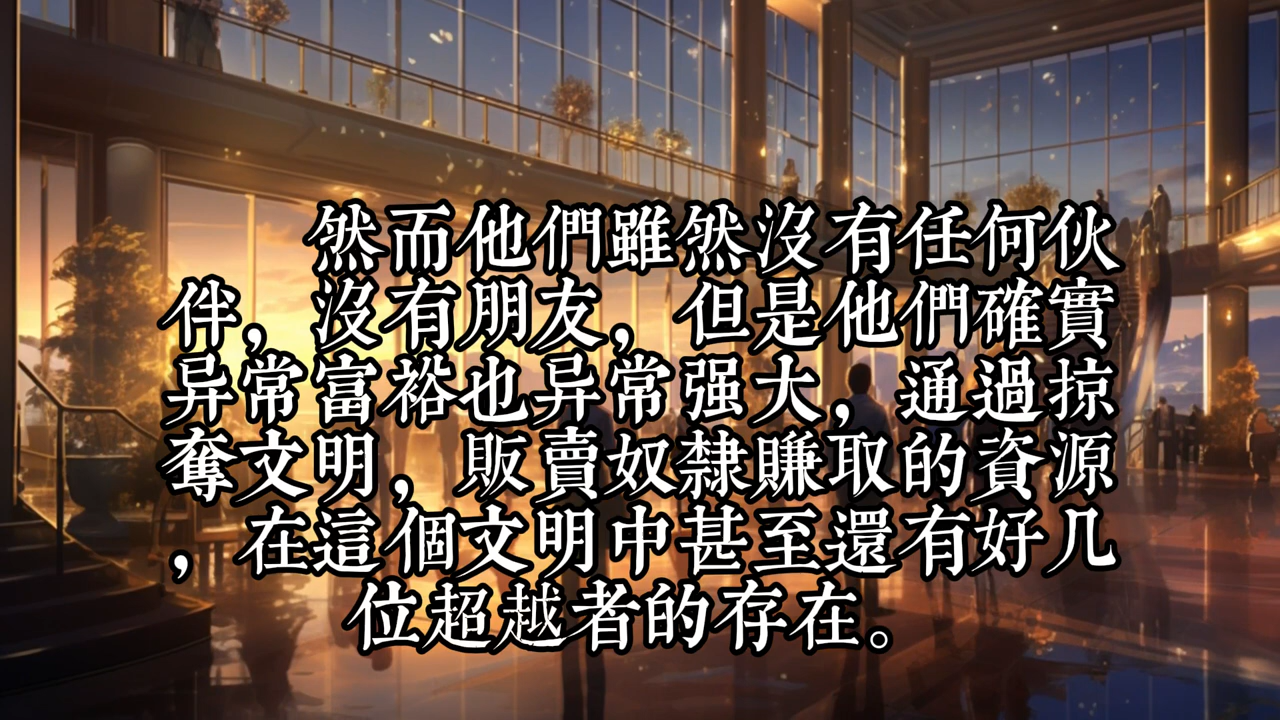 然而他們雖然沒有任何伙
伴，沒有朋友，但是他們確實
异常富裕也异常强大，通過掠
奪文明，販賣奴隸賺取的資源
，在這個文明中甚至還有好几
位超越者的存在。